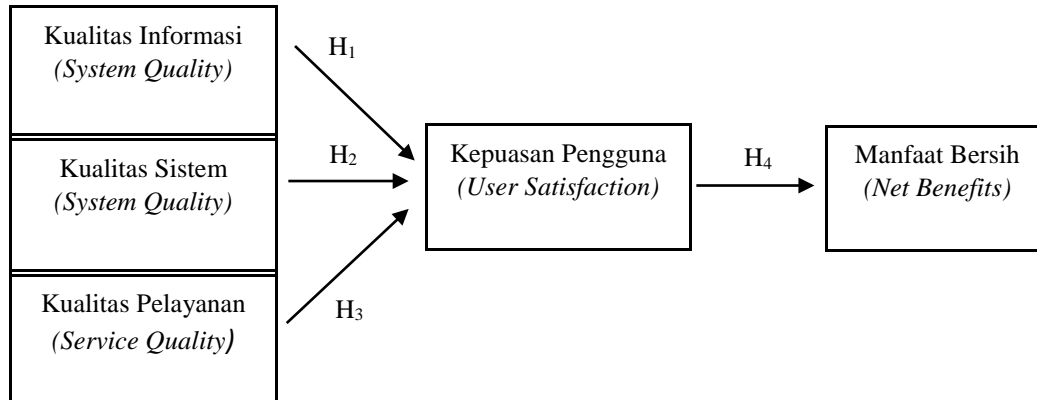 Kualitas Informasi
(System Quality)
H₁
Kualitas Sistem
(System Quality)
H₂
Kualitas Pelayanan
(Service Quality)
H₃
Kepuasan Pengguna
(User Satisfaction)
H₄
Manfaat Bersih
(Net Benefits)